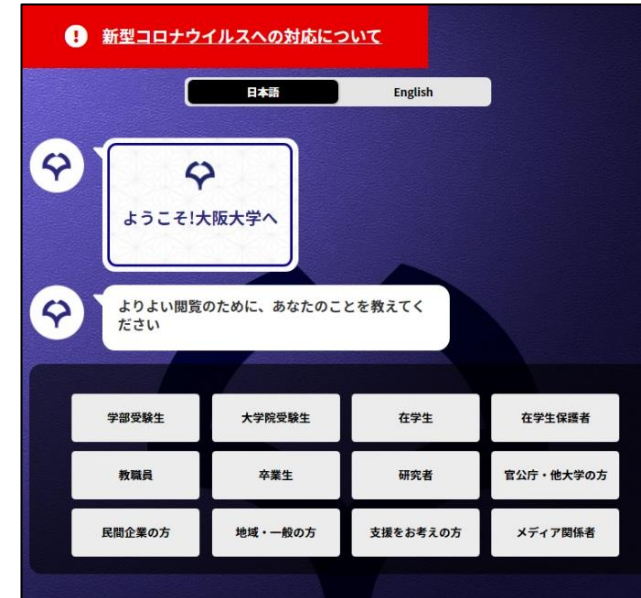 新型コロナウイルスへの対応について
日本語 English
ようこそ!大阪大学へ
よりよい閲覧のために、あなたのことを教えてく
ださい
学部受験生 大学院受験生 在学生 在学生保護者
教職員 卒業生 研究者 官公庁・他大学の方
民間企業の方 地域・一般の方 支援をお考えの方 メディア関係者